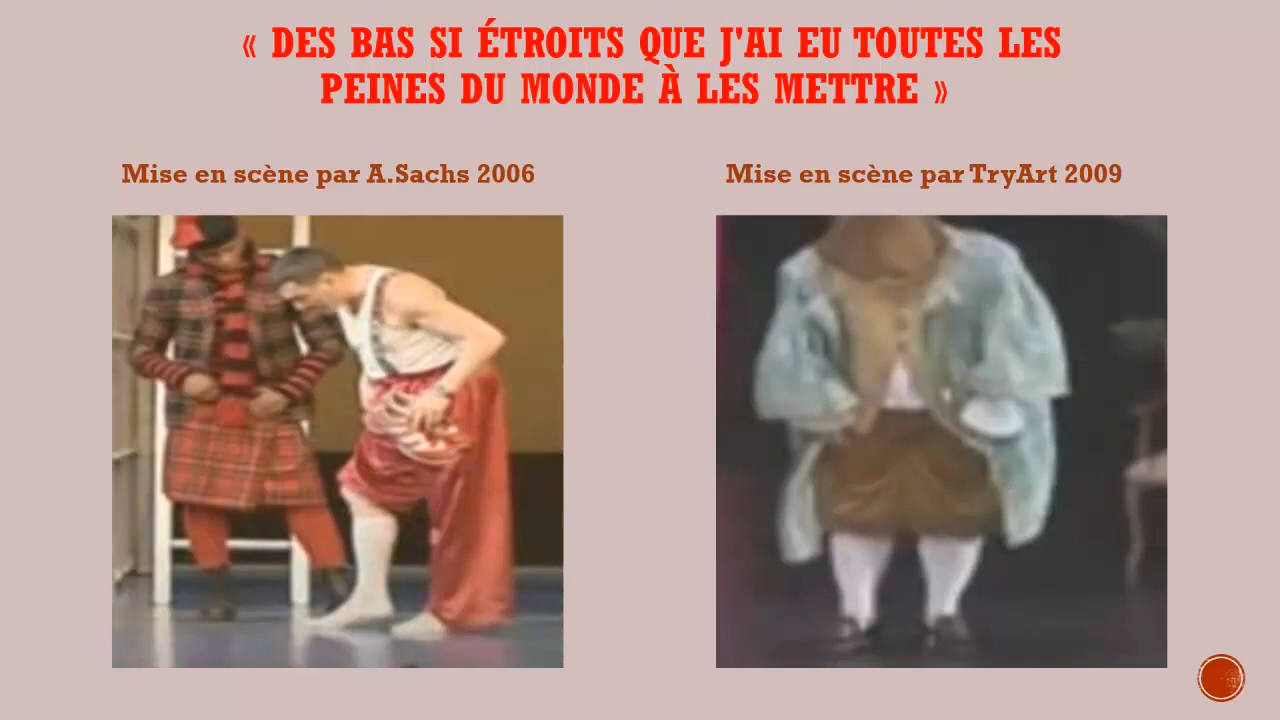 « DES BAS SI ÉTROITS QUE J'AI EU TOUTES LES
PEINES DU MONDE À LES METTRE »
Mise en scène par A.Sachs 2006
Mise en scène par TryArt 2009